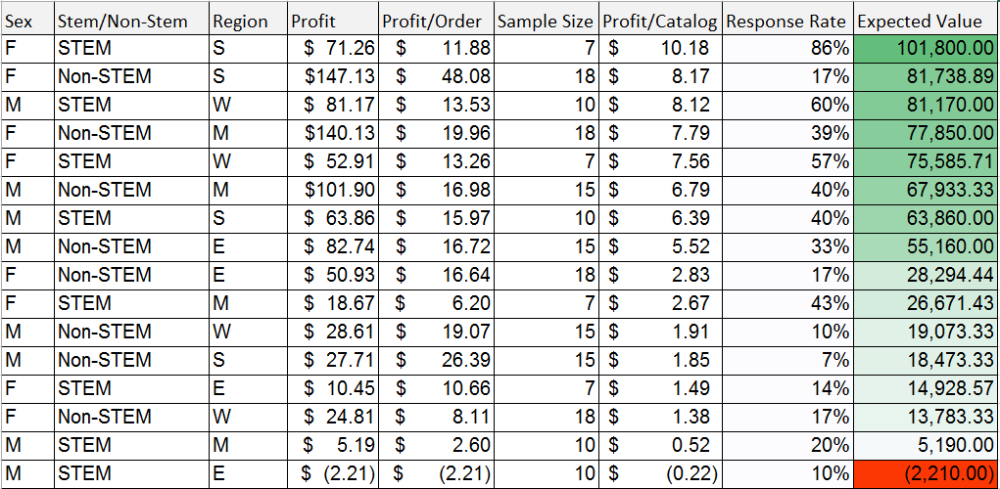 Sex Stem/Non-Stem Region Profit Profit/Order Sample Size Profit/Catalog Response Rate Expected Value
F STEM S $ 71.26 $ 11.88 7 $ 10.18 86% 101,800.00
F Non-STEM S $147.13 $ 48.08 18 $ 8.17 17% 81,738.89
M STEM W $ 81.17 $ 13.53 10 $ 8.12 60% 81,170.00
F Non-STEM M $140.13 $ 19.96 18 $ 7.79 39% 77,850.00
F STEM W $ 52.91 $ 13.26 7 $ 7.56 57% 75,585.71
M Non-STEM M $101.90 $ 16.98 15 $ 6.79 40% 67,933.33
M STEM S $ 63.86 $ 15.97 10 $ 6.39 40% 63,860.00
M Non-STEM E $ 82.74 $ 16.72 15 $ 5.52 33% 55,160.00
F Non-STEM E $ 50.93 $ 16.64 18 $ 2.83 17% 28,294.44
F STEM M $ 18.67 $ 6.20 7 $ 2.67 43% 26,671.43
M Non-STEM W $ 28.61 $ 19.07 15 $ 1.91 10% 19,073.33
M Non-STEM S $ 27.71 $ 26.39 15 $ 1.85 7% 18,473.33
F STEM E $ 10.45 $ 10.66 7 $ 1.49 14% 14,928.57
F Non-STEM W $ 24.81 $ 8.11 18 $ 1.38 17% 13,783.33
M STEM M $ 5.19 $ 2.60 10 $ 0.52 20% 5,190.00
M STEM E $ (2.21) $ (2.21) 10 $ (0.22) 10% (2,210.00)